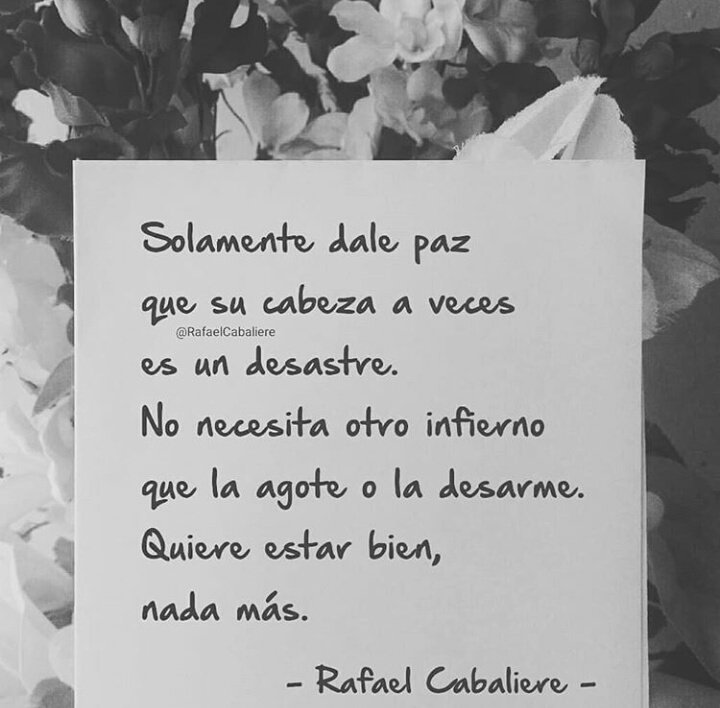 Solamente dale paz
que su cabeza a veces
@RafaelCabaliere
es un desastre.
No necesita otro infierno
que la agote o la desarme.
Quiere estar bien,
nada más.
- Rafael Cabaliere -